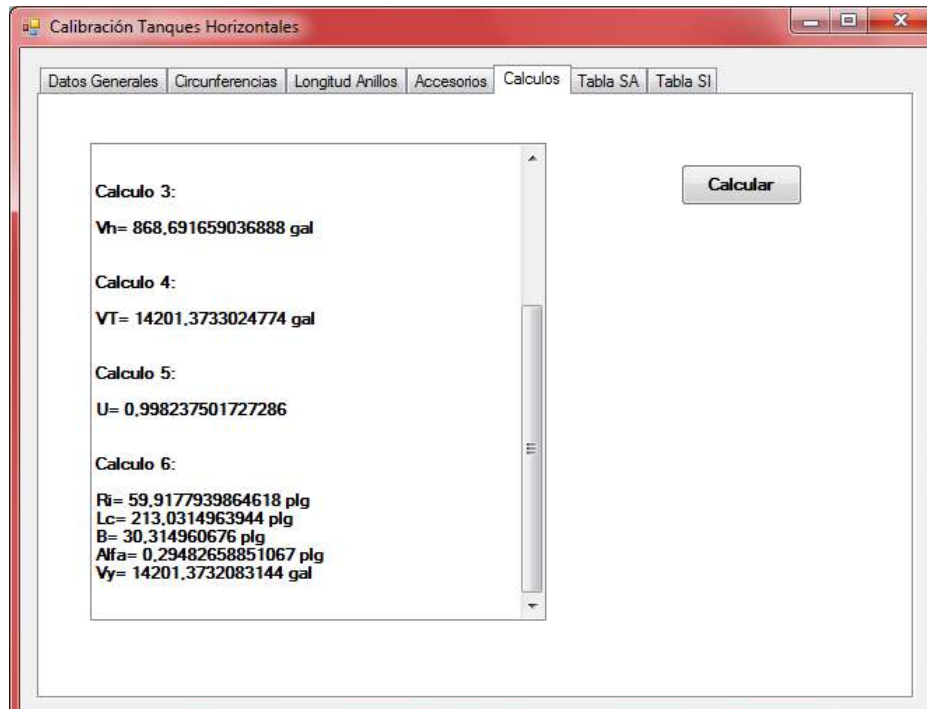 Calibración Tanques Horizontales
Datos Generales Circunferencias Longitud Anillos Accesorios Calculos Tabla SA Tabla SI
Calcular
Calculo 3:
Vh= 868,691659036888 gal
Calculo 4:
VT= 14201,3733024774 gal
Calculo 5:
U= 0,998237501727286
Calculo 6:
Ri= 59,9177939864618 plg
Lc= 213,0314963944 plg
B= 30,314960676 plg
Alfa= 0,29482658851067 plg
Vy= 14201,3732083144 gal